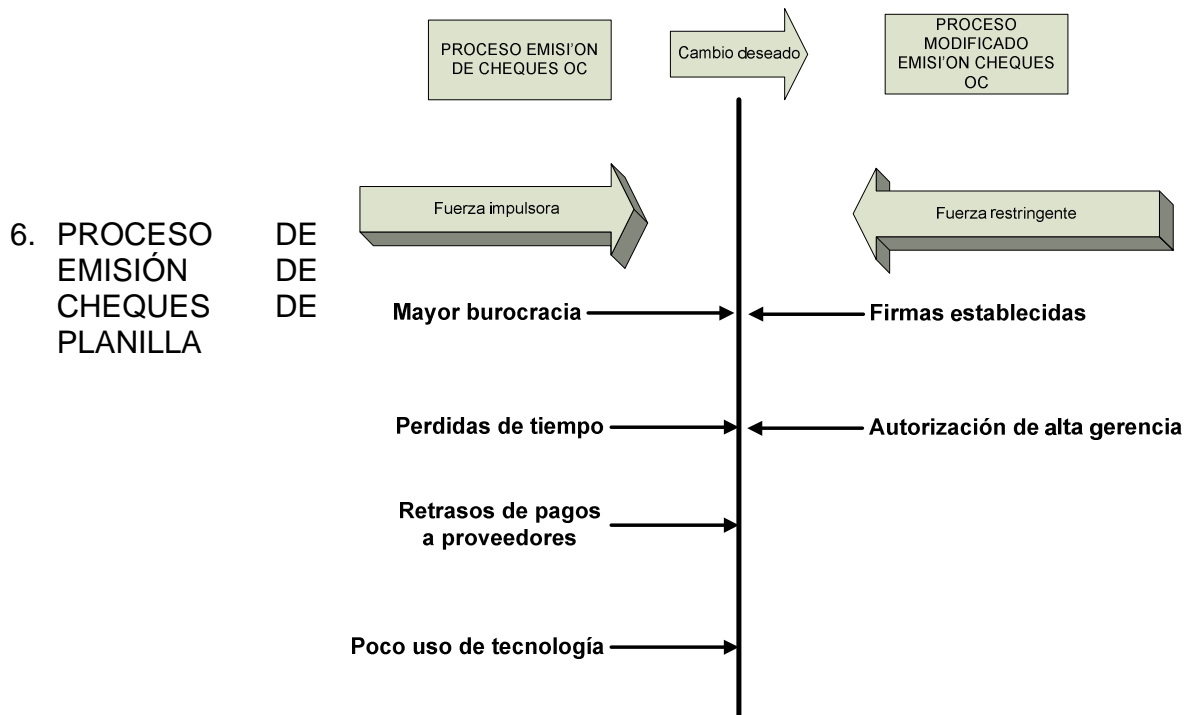 PROCESO EMISI'ON
DE CHEQUES OC
Cambio deseado
PROCESO
MODIFICADO
EMISI'ON CHEQUES
OC
Fuerza impulsora
Fuerza restringente
6. PROCESO DE
EMISIÓN DE
CHEQUES DE
PLANILLA
Mayor burocracia
Firmas establecidas
Perdidas de tiempo
Autorización de alta gerencia
Retrasos de pagos
a proveedores
Poco uso de tecnología